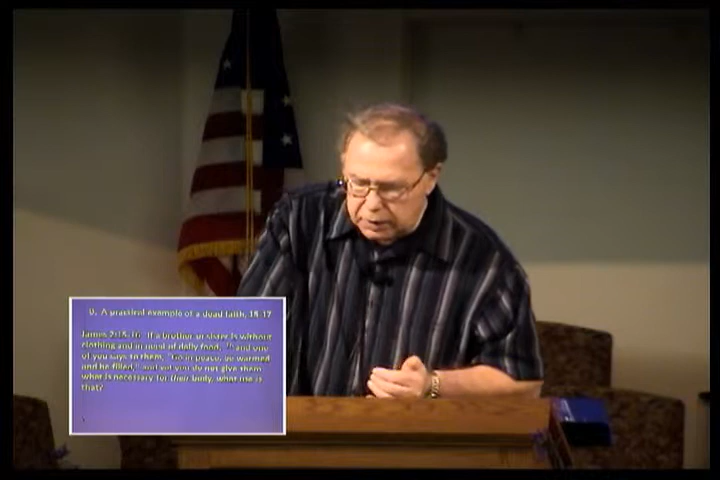 D. A practical example of a dead faith, 15-17
James 2:15-16 If a brother or sister is without
clothing and in need of daily food, 16 and one
of you says to them, "Go in peace, be warmed
and be filled," and yet you do not give them
what is necessary for their body, what use is
that?